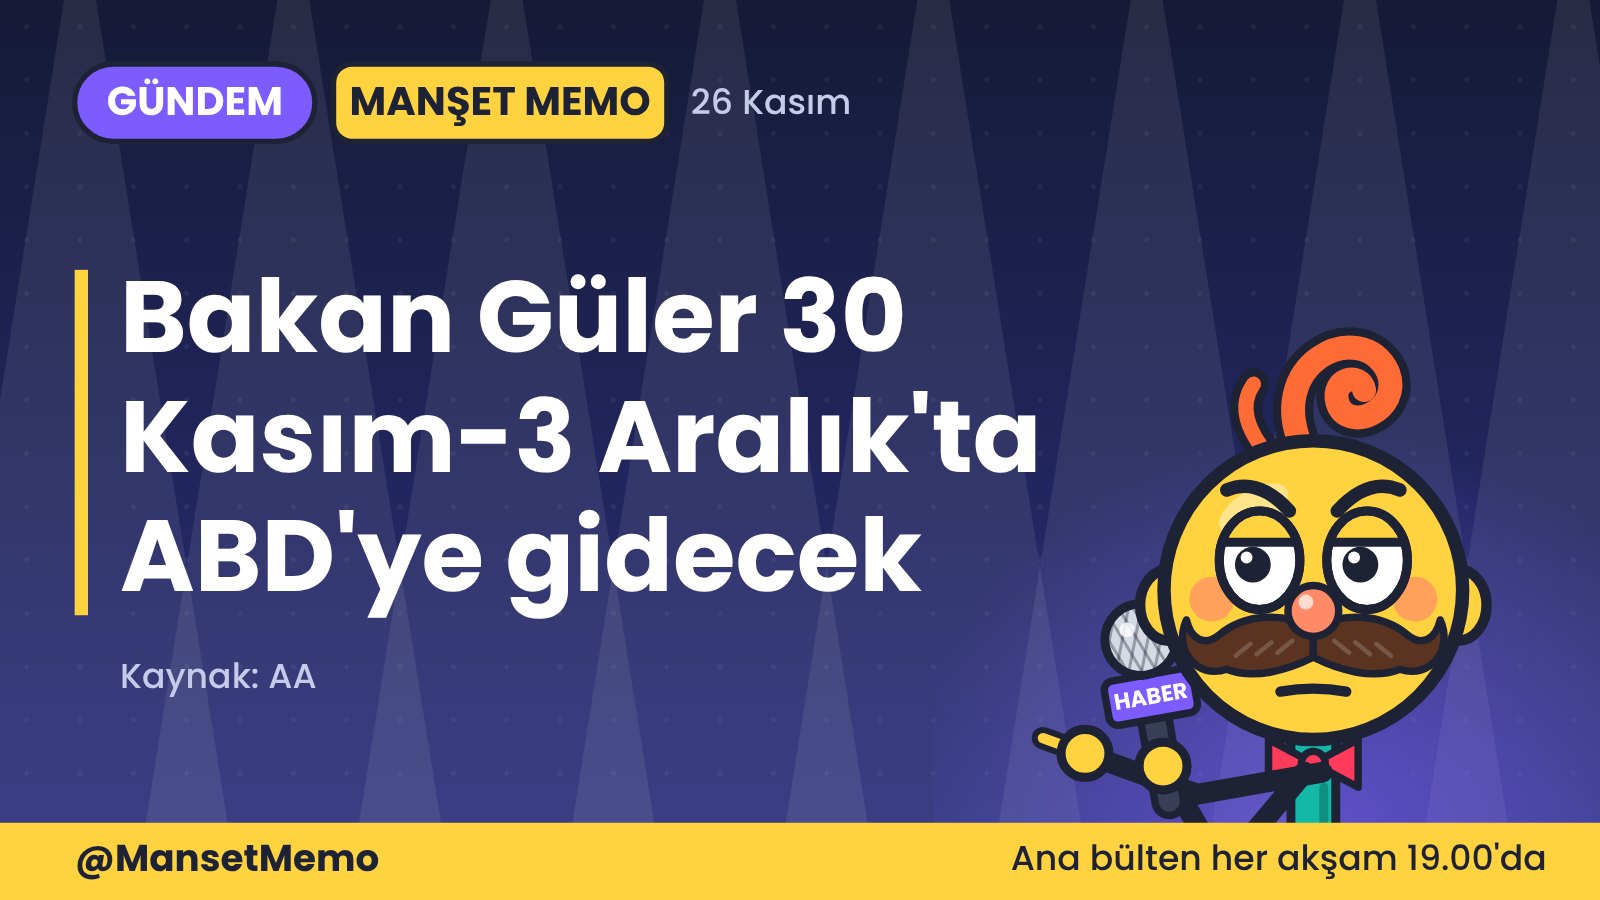 GÜNDEM MANŞET MEMO 26 Kasım
Bakan Güler 30
Kasım-3 Aralık'ta
ABD'ye gidecek
Kaynak: AA
HABER
@MansetMemo
Ana bülten her akşam 19.00'da